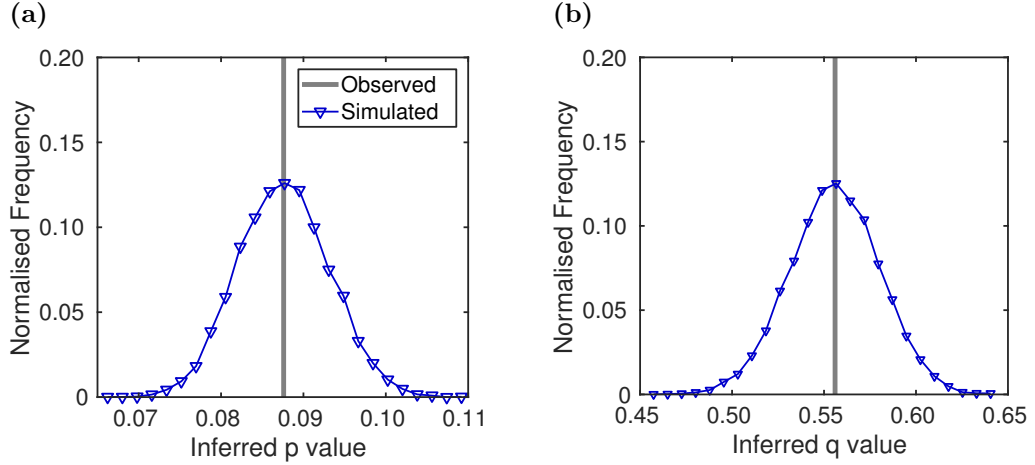 (a)
0.20
0.15
0.10
0.05
0
Normalised Frequency
Observed
Simulated
0.07 0.08 0.09 0.10 0.11
Inferred p value
(b)
0.20
0.15
0.10
0.05
0
Normalised Frequency
0.45 0.50 0.55 0.60 0.65
Inferred q value